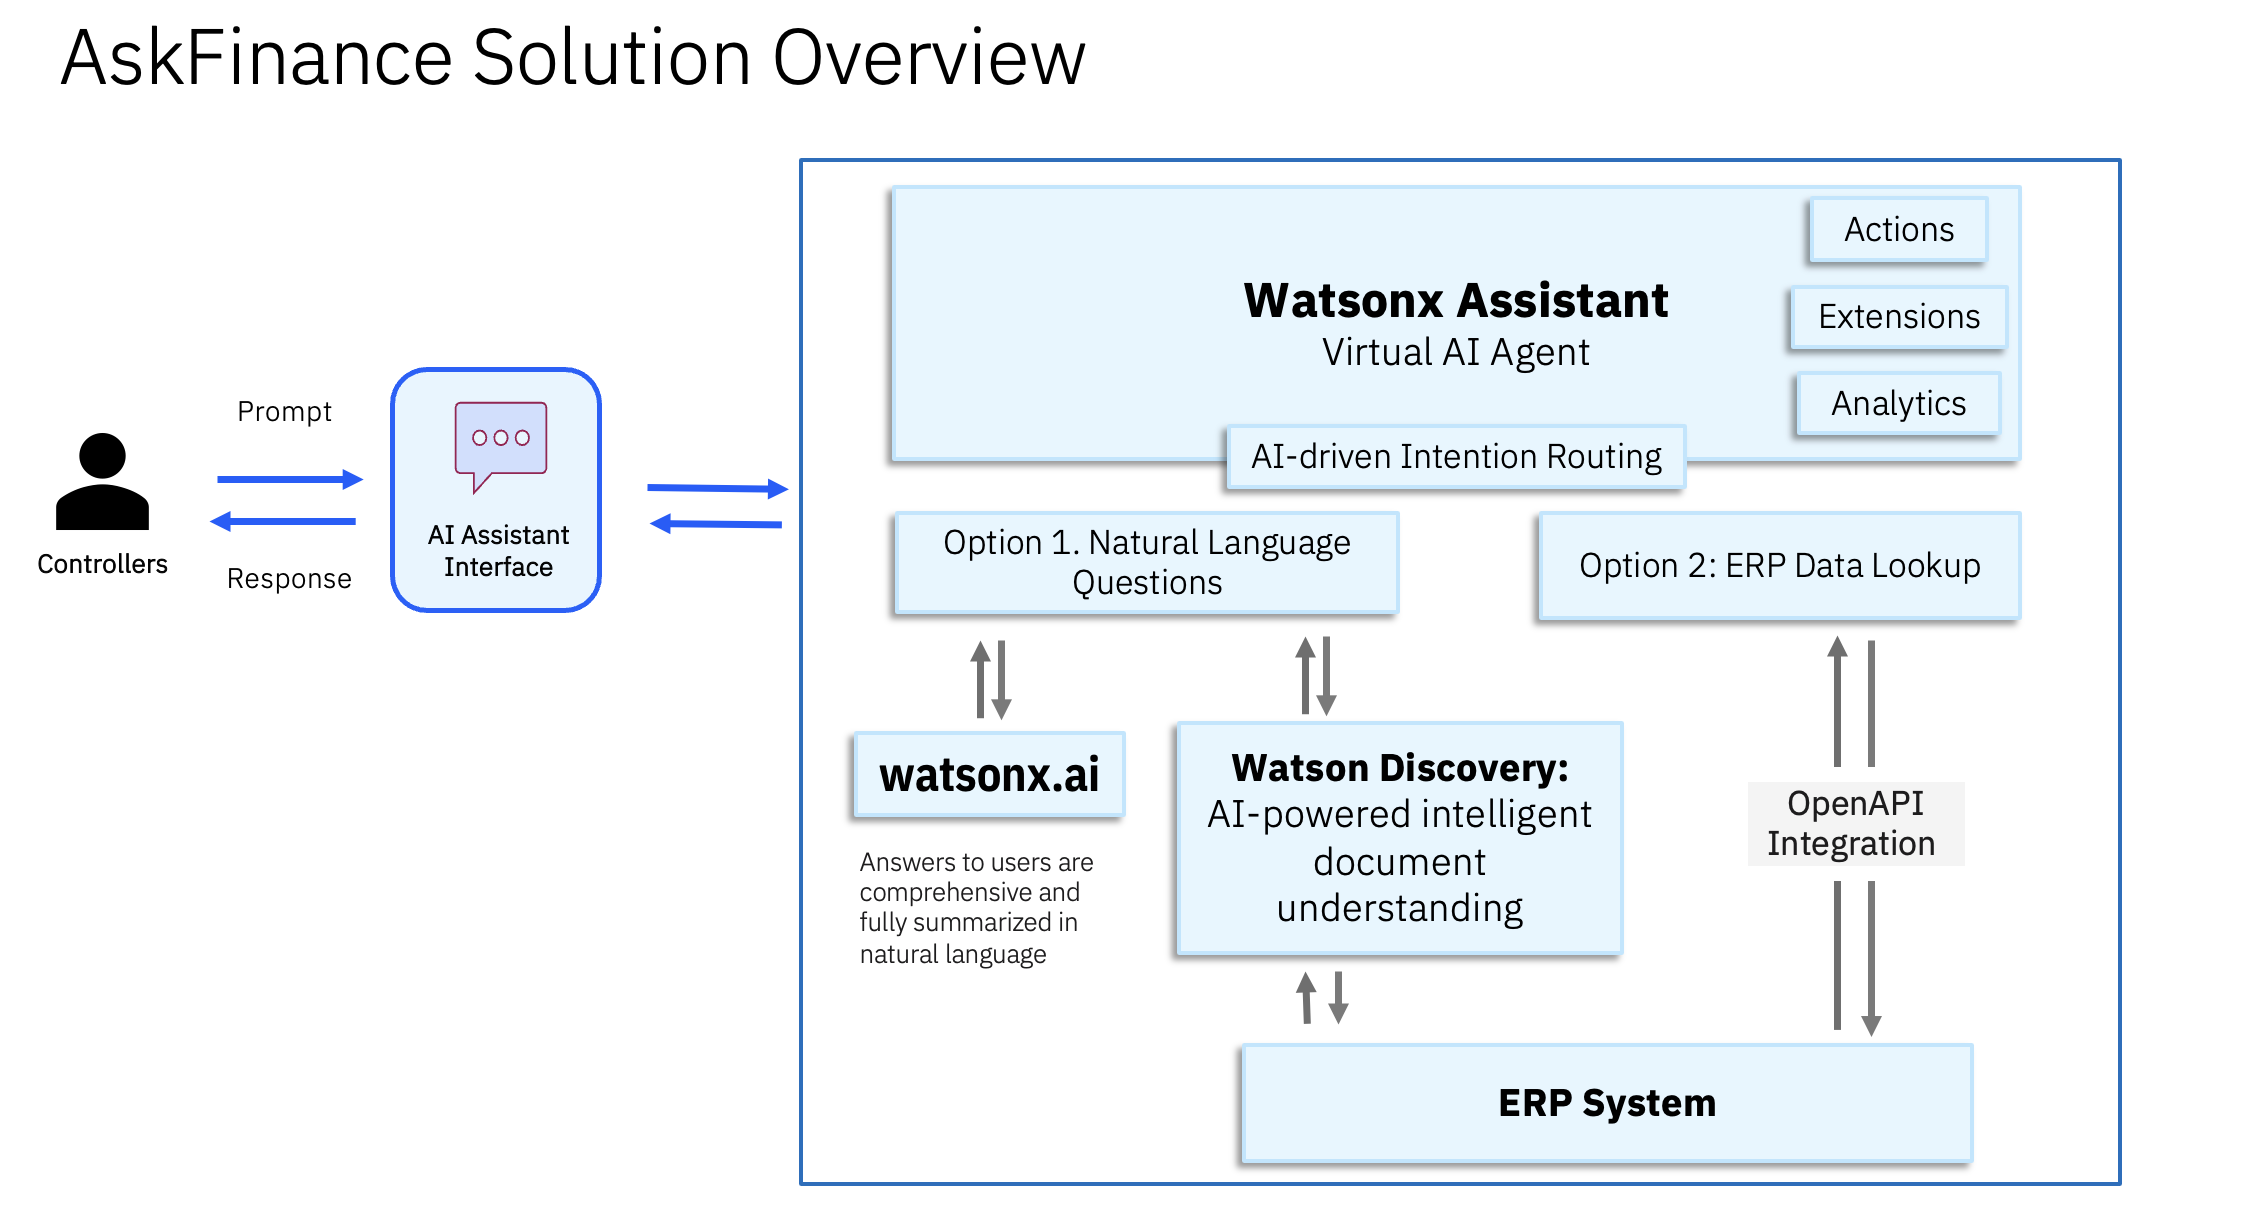 AskFinance Solution Overview
Actions
Watsonx Assistant
Virtual AI Agent
Extensions
Analytics
AI-driven Intention Routing
Prompt
Controllers
Response
AI Assistant
Interface
Option 1. Natural Language
Questions
Option 2: ERP Data Lookup
watsonx.ai
Answers to users are
comprehensive and
fully summarized in
natural language
Watson Discovery:
AI-powered intelligent
document
understanding
OpenAPI
Integration
ERP System